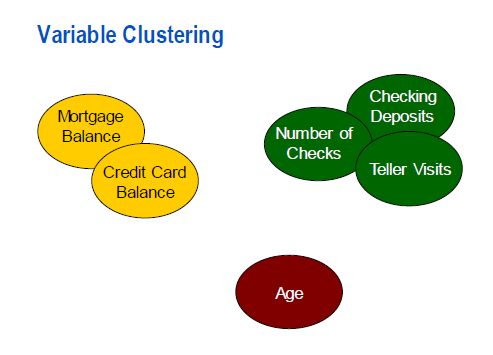 Variable Clustering
Mortgage
Balance
Credit Card
Balance
Checking
Deposits
Number of
Checks
Teller Visits
Age